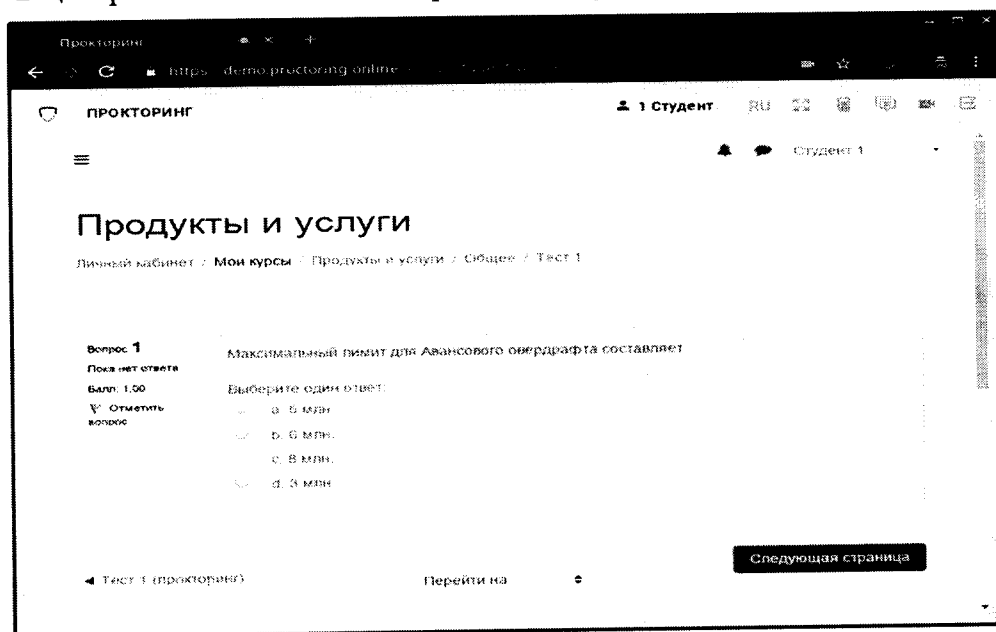 Прокторинг
https demo.proctoring.online
ПРОКТОРИНГ
1 Студент RU
Студент 1
Продукты и услуги
Личный кабинет / Мои курсы / Продукты и услуги / Общее / Тест 1
Вопрос 1
Пока нет ответа
Балл: 1,00
Отметить вопрос
Максимальный лимит для Авансового овердрафта составляет
Выберите один ответ:
a. 5 млн
b. 6 млн.
c. 8 млн.
d. 3 млн
Следующая страница
◄ Тест 1 (прокторинг)
Перейти на